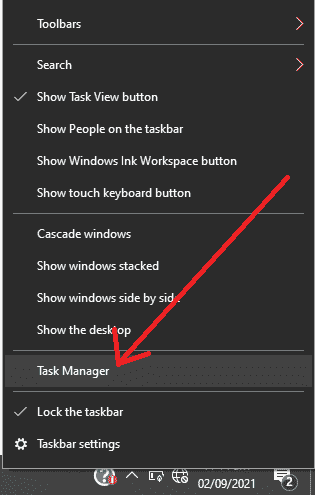 Toolbars
Search
Show Task View button
Show People on the taskbar
Show Windows Ink Workspace button
Show touch keyboard button
Cascade windows
Show windows stacked
Show windows side by side
Show the desktop
Task Manager
Lock the taskbar
Taskbar settings
02/09/2021
2